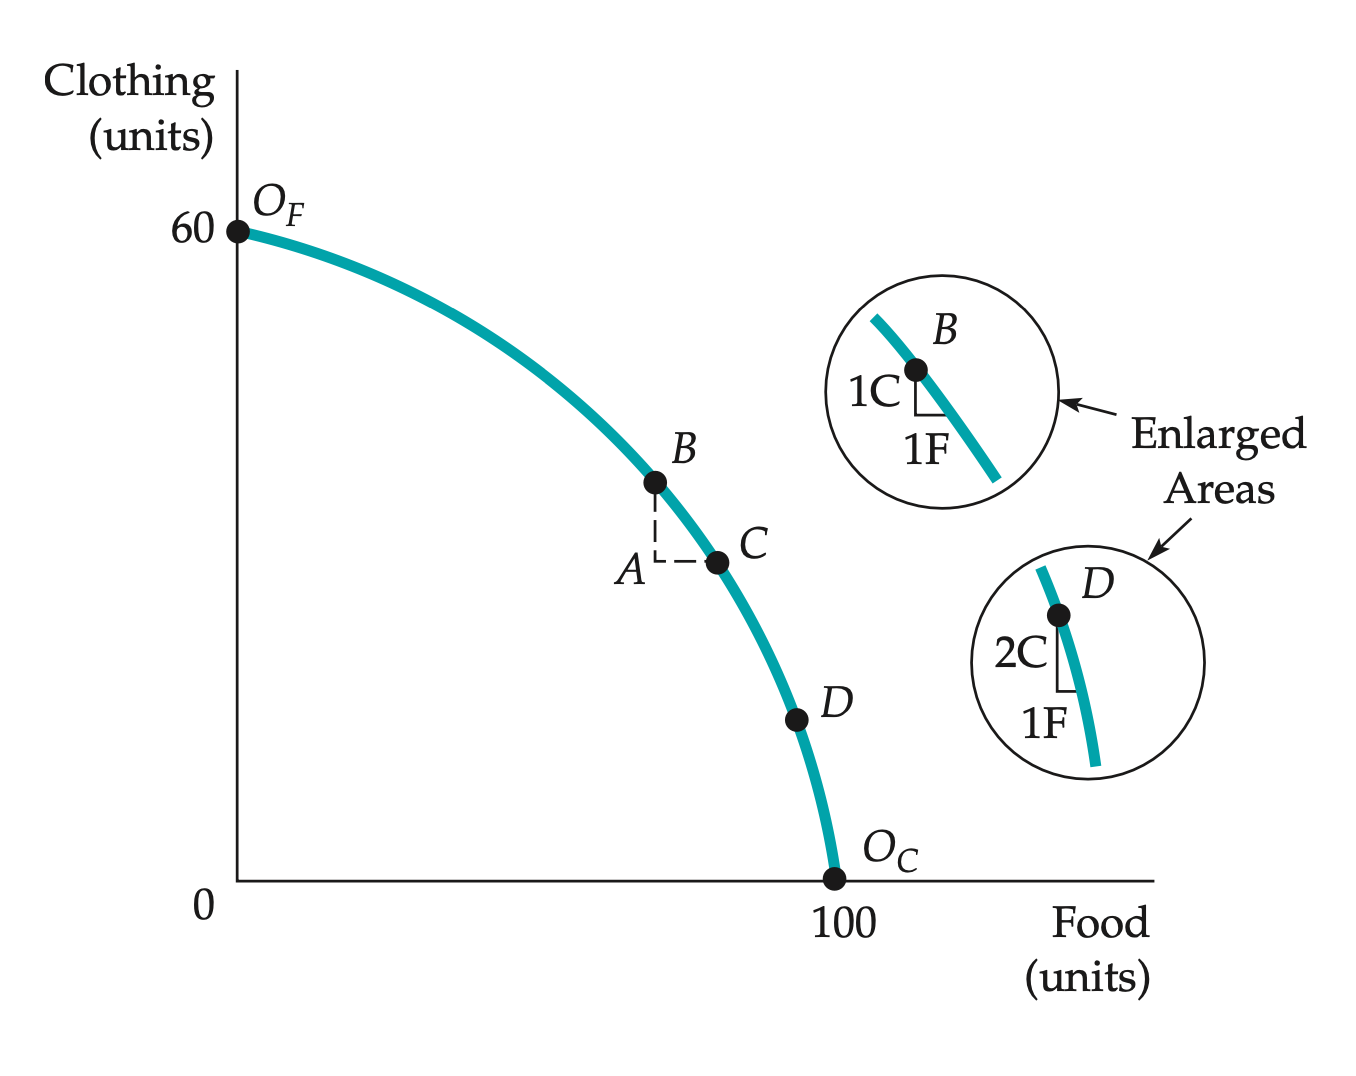 Clothing
(units)
60
O_F
B
A
C
D
O_C
0
100
Food
(units)
B
1C
1F
Enlarged
Areas
D
2C
1F